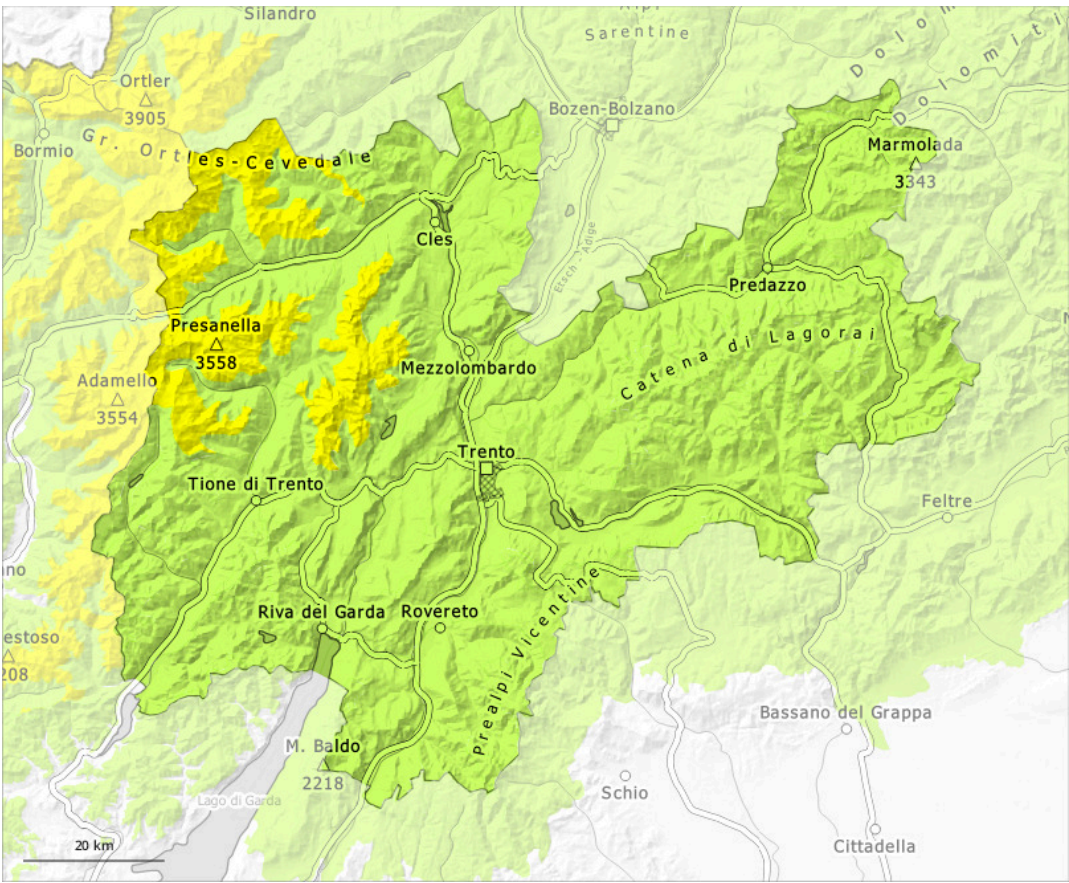 Silandro
Sarentine
Dolomiti
Ortler
3905
Bozen-Bolzano
Bormio
Gr. Ortles-Cevedale
Marmolada
3343
Cles
Etsch - Adige
Predazzo
Presanella
3558
Catena di Lagorai
Mezzolombardo
Adamello
3554
Trento
Tione di Trento
Feltre
Riva del Garda
Rovereto
Prealpi Vicentine
Bassano del Grappa
M. Baldo
2218
Lago di Garda
Schio
20 km
Cittadella